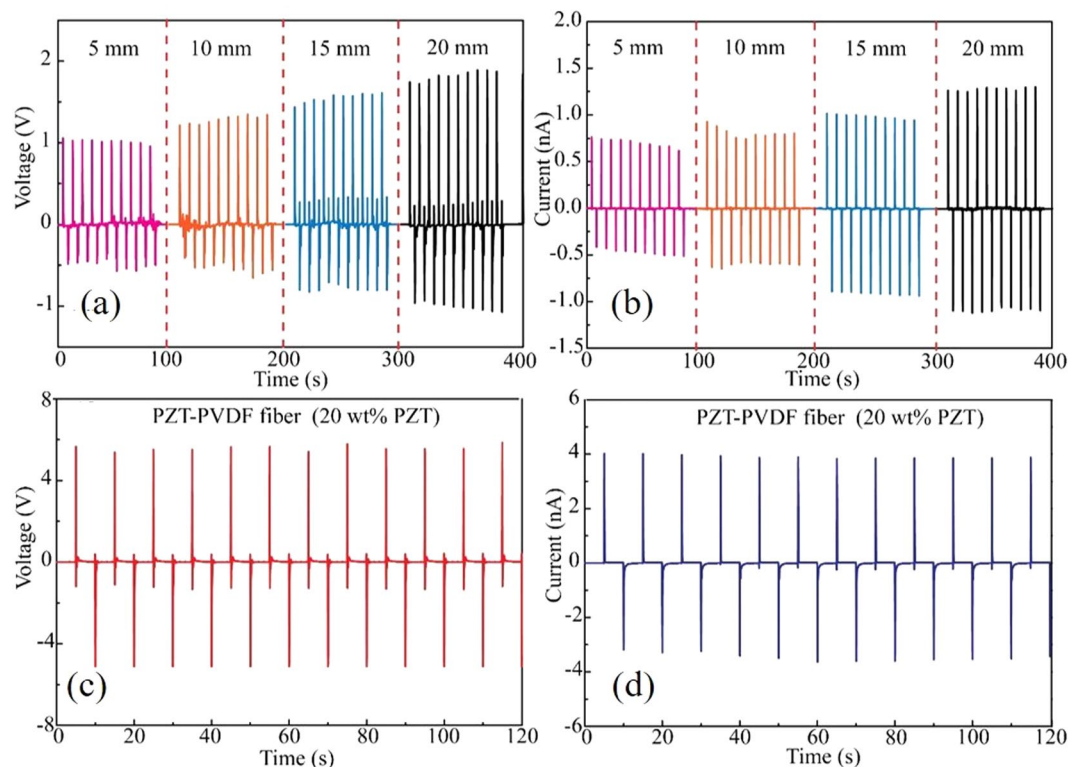 5 mm 10 mm 15 mm 20 mm
2
1
0
-1
Voltage (V)
(a)
0 100 200 300 400
Time (s)
5 mm 10 mm 15 mm 20 mm
2.0
1.5
1.0
0.5
0.0
-0.5
-1.0
-1.5
Current (nA)
(b)
0 100 200 300 400
Time (s)
PZT-PVDF fiber (20 wt% PZT)
8
4
0
-4
-8
Voltage (V)
(c)
0 20 40 60 80 100 120
Time (s)
PZT-PVDF fiber (20 wt% PZT)
6
4
2
0
-2
-4
-6
Current (nA)
(d)
0 20 40 60 80 100 120
Time (s)